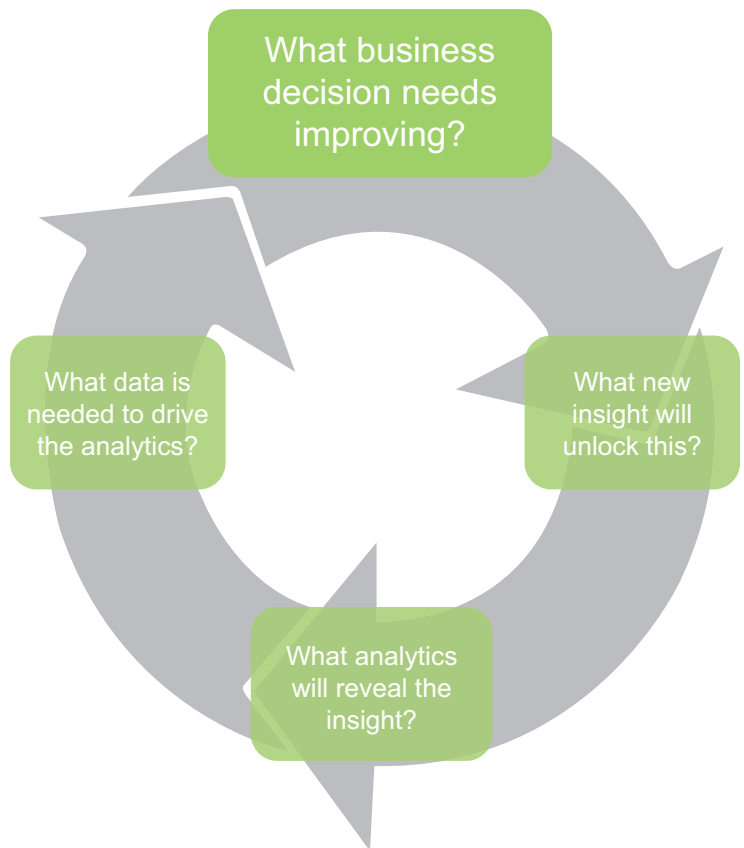 What business
decision needs
improving?
What new
insight will
unlock this?
What analytics
will reveal the
insight?
What data is
needed to drive
the analytics?